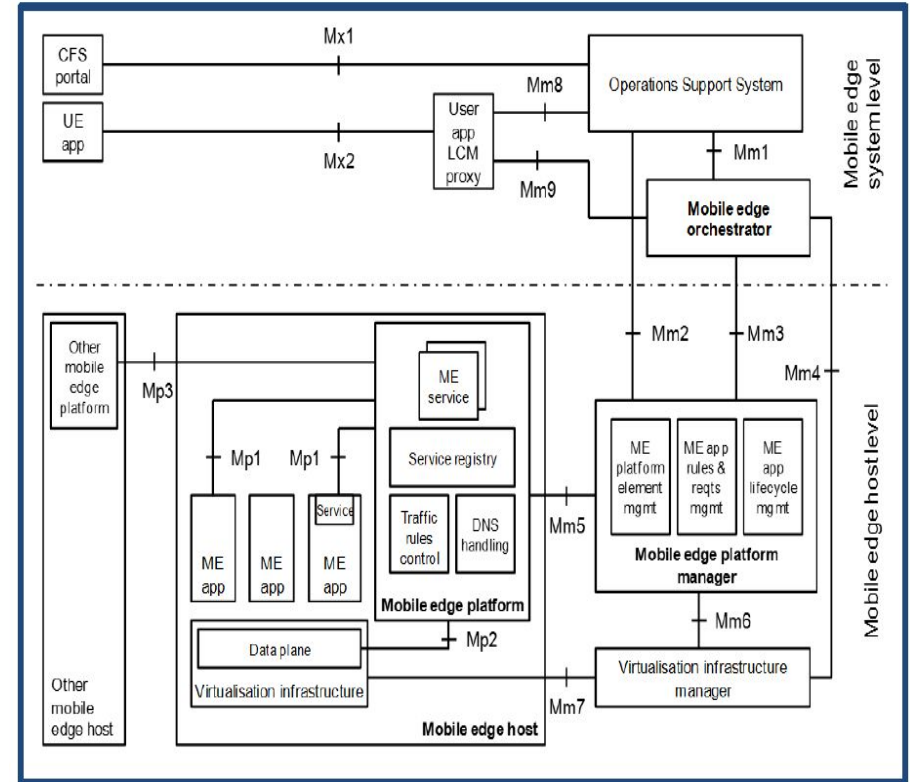 CFS
portal
UE
app
Mx1
Mx2
User
app
LCM
proxy
Mm8
Mm9
Operations Support System
Mm1
Mobile edge
orchestrator
Mobile edge
system level
Other
mobile
edge
platform
Mp3
Other
mobile
edge host
ME
service
Service registry
Traffic
rules
control
DNS
handling
Mobile edge platform
Mp1
Mp1
ME
app
ME
app
Service
ME
app
Mp2
Data plane
Virtualisation infrastructure
Mobile edge host
Mm2
Mm3
Mm4
Mm5
ME
platform
element
mgmt
ME app
rules &
reqts
mgmt
ME
app
lifecycle
mgmt
Mobile edge platform
manager
Mm6
Mm7
Virtualisation infrastructure
manager
Mobile edge host level